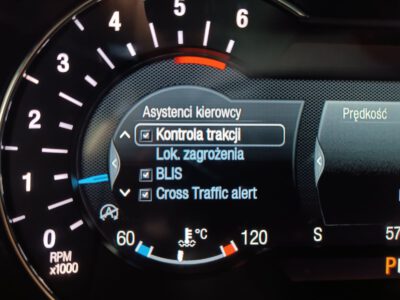 5
4
6
3
2
1
0
RPM
x1000
Asystenci kierowcy
Kontrola trakcji
Lok. zagrożenia
BLIS
Cross Traffic alert
60 °C 120
Prędkość
S 57
P